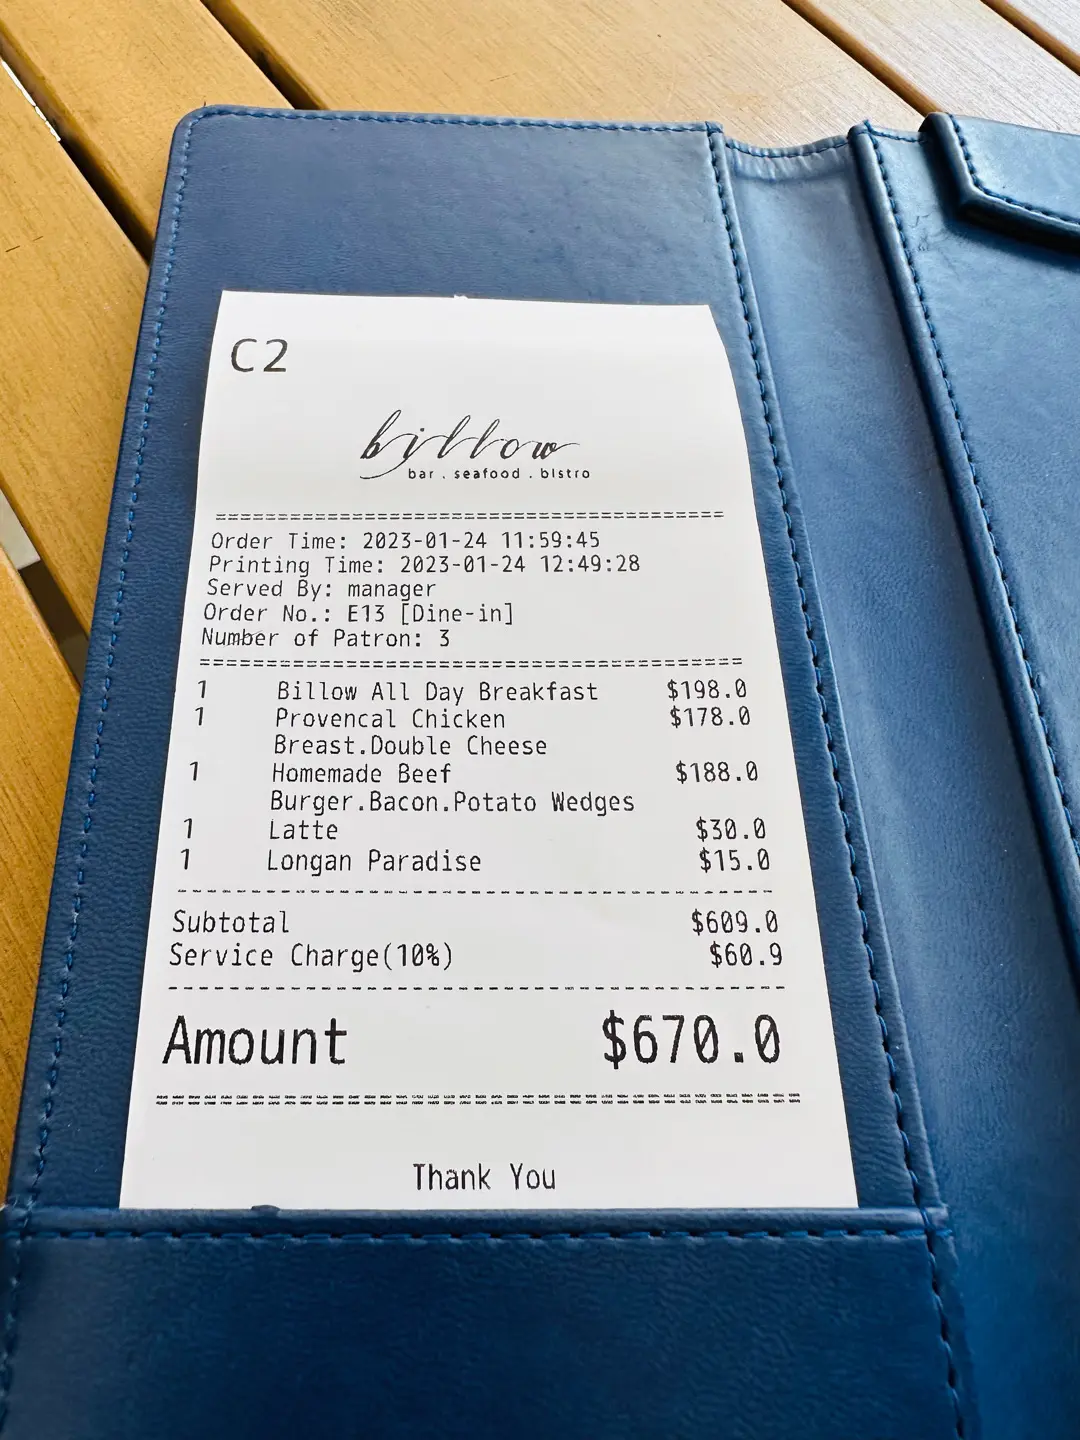 C2
billow
bar . seafood . bistro
========================================
Order Time: 2023-01-24 11:59:45
Printing Time: 2023-01-24 12:49:28
Served By: manager
Order No.: E13 [Dine-in]
Number of Patron: 3
========================================
1 Billow All Day Breakfast $198.0
1 Provencal Chicken $178.0
Breast.Double Cheese
1 Homemade Beef $188.0
Burger.Bacon.Potato Wedges
1 Latte $30.0
1 Longan Paradise $15.0
----------------------------------------
Subtotal $609.0
Service Charge(10%) $60.9
----------------------------------------
Amount $670.0
========================================
Thank You